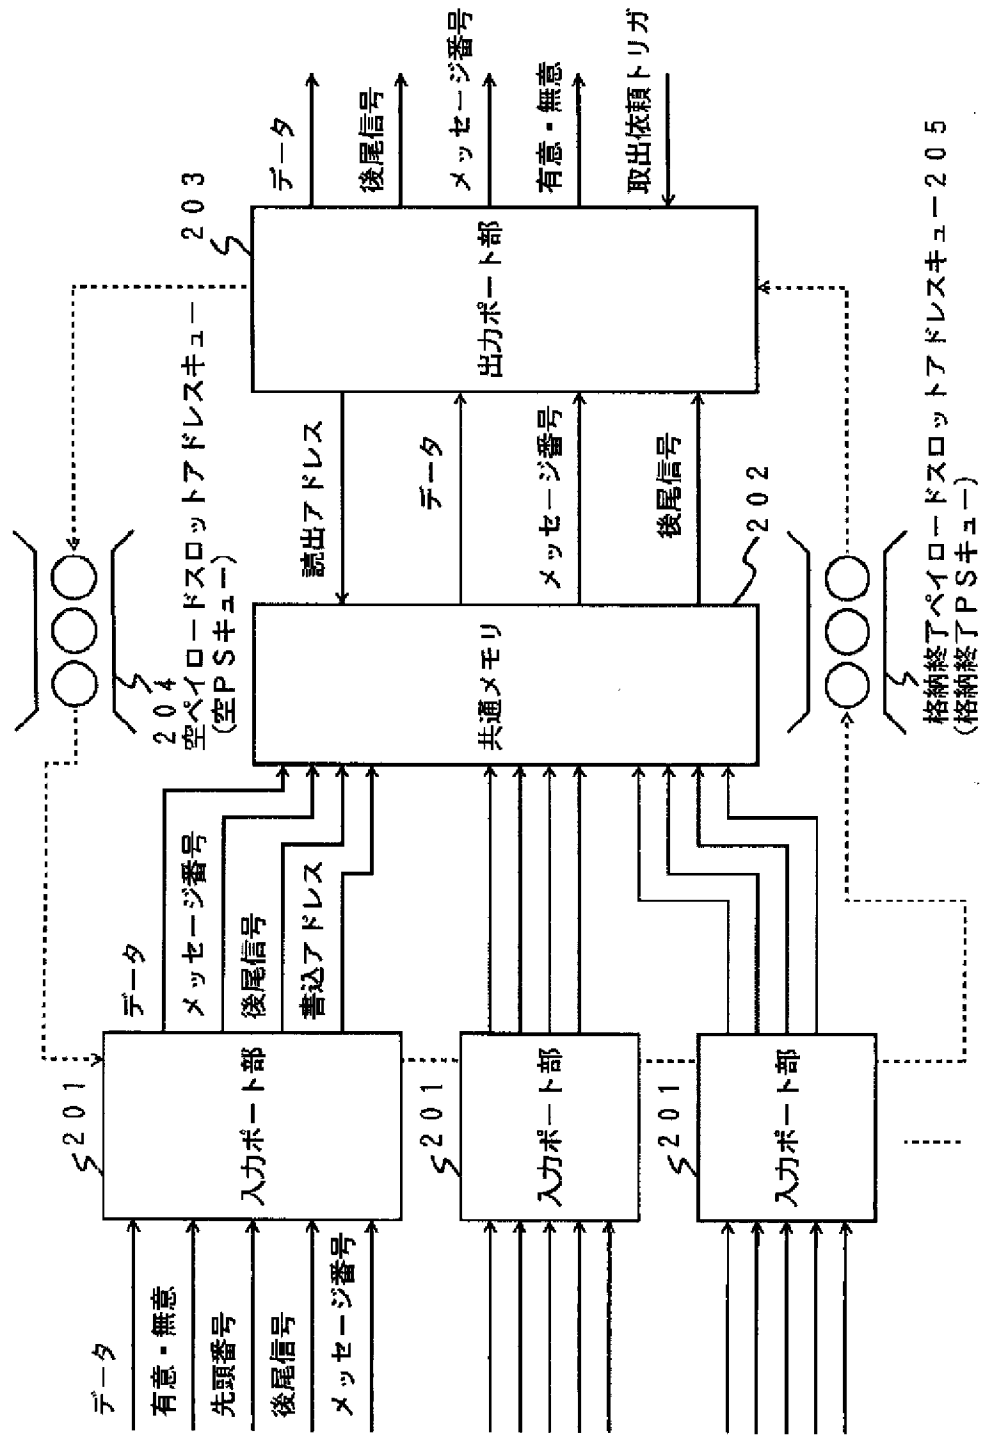 データ
有意・無意
先頭番号
後尾信号
メッセージ番号
201
入力ポート部
201
入力ポート部
201
入力ポート部
データ
メッセージ番号
後尾信号
書込アドレス
204
空ペイロードスロットアドレスキュー
(空PSキュー)
共通メモリ
202
読出アドレス
データ
メッセージ番号
後尾信号
格納終了ペイロードスロットアドレスキュー205
(格納終了PSキュー)
203
出力ポート部
データ
後尾信号
メッセージ番号
有意・無意
取出依頼トリガ